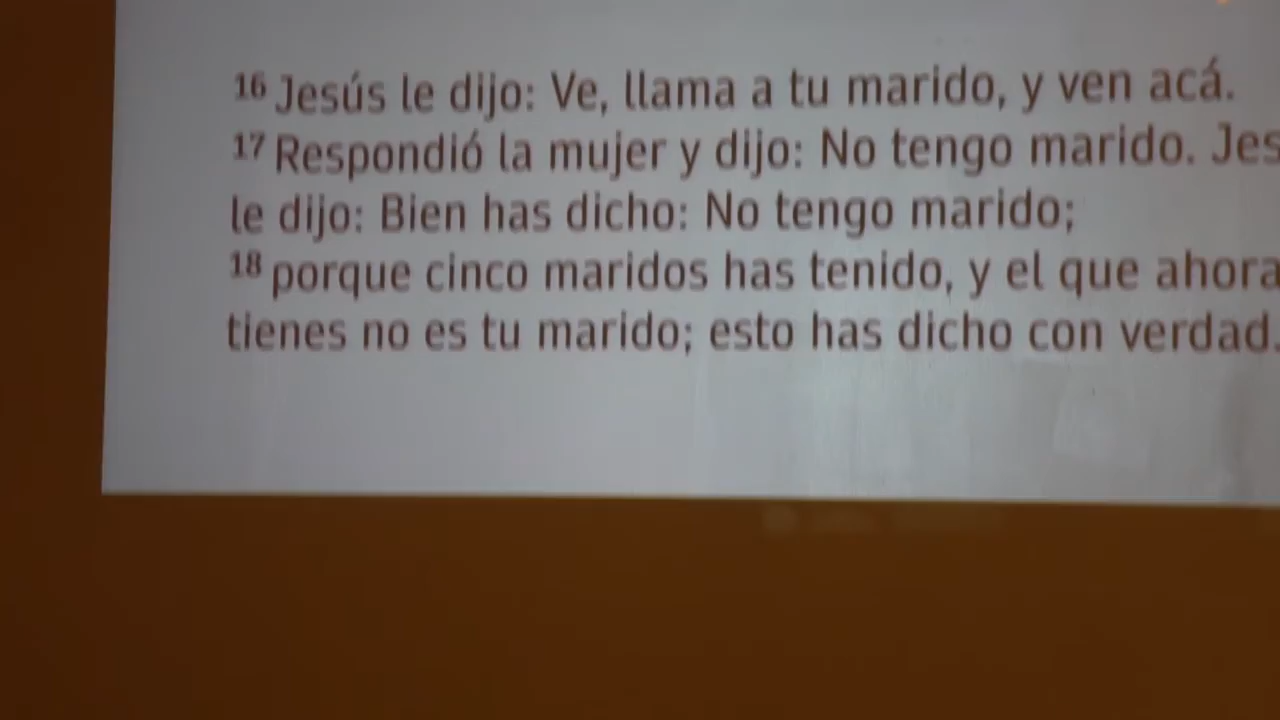 16 Jesús le dijo: Ve, llama a tu marido, y ven acá.
17 Respondió la mujer y dijo: No tengo marido. Jes
le dijo: Bien has dicho: No tengo marido;
18 porque cinco maridos has tenido, y el que ahora
tienes no es tu marido; esto has dicho con verdad.